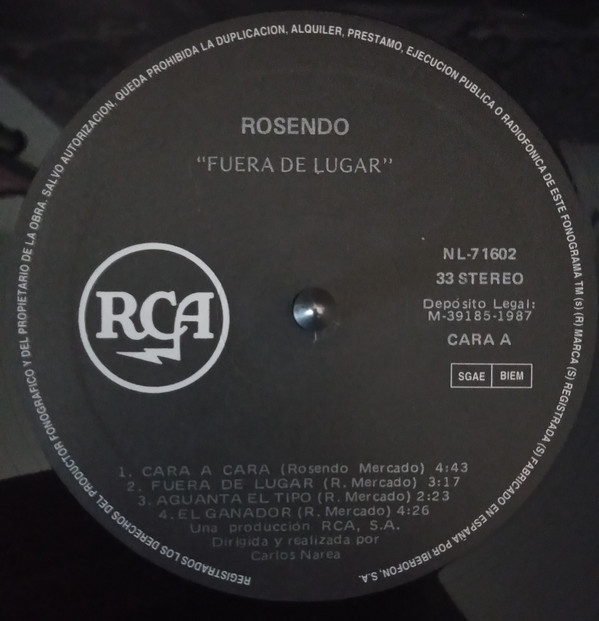 REGISTRADOS LOS DERECHOS DEL PRODUCTOR FONOGRAFICO Y DEL PROPIETARIO DE LA OBRA. SALVO AUTORIZACION, QUEDA PROHIBIDA LA DUPLICACION, ALQUILER, PRESTAMO, EJECUCION PUBLICA O RADIOFONICA DE ESTE FONOGRAMA TM (s) (R) MARCA (S) REGISTRADA (S) FABRICADO EN ESPAÑA POR IBEROFON, S.A.
ROSENDO
"FUERA DE LUGAR"
RCA
NL-71602
33 STEREO
Depósito Legal:
M-39185-1987
CARA A
SGAE BIEM
1. CARA A CARA (Rosendo Mercado) 4:43
2. FUERA DE LUGAR (R. Mercado) 3:17
3. AGUANTA EL TIPO (R. Mercado) 2:23
4. EL GANADOR (R. Mercado) 4:26
Una producción RCA, S.A.
Dirigida y realizada por
Carlos Narea